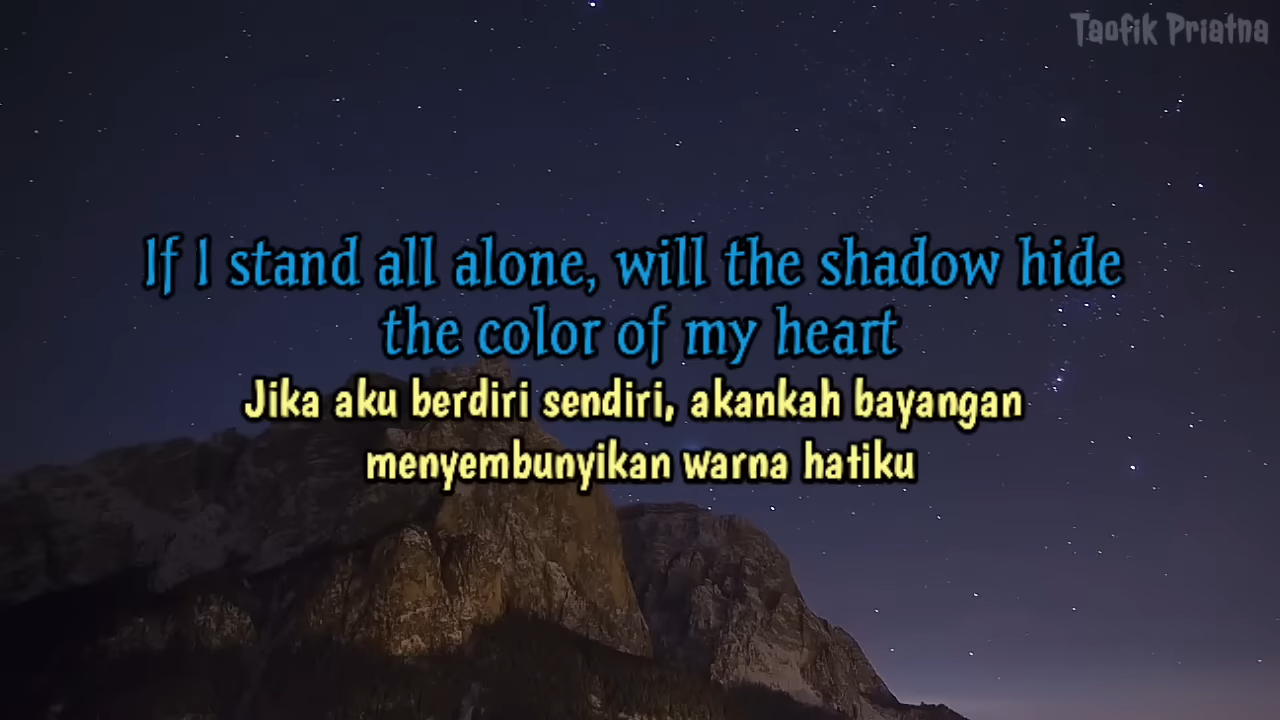 Taofik Priatna
If I stand all alone, will the shadow hide
the color of my heart
Jika aku berdiri sendiri, akankah bayangan
menyembunyikan warna hatiku